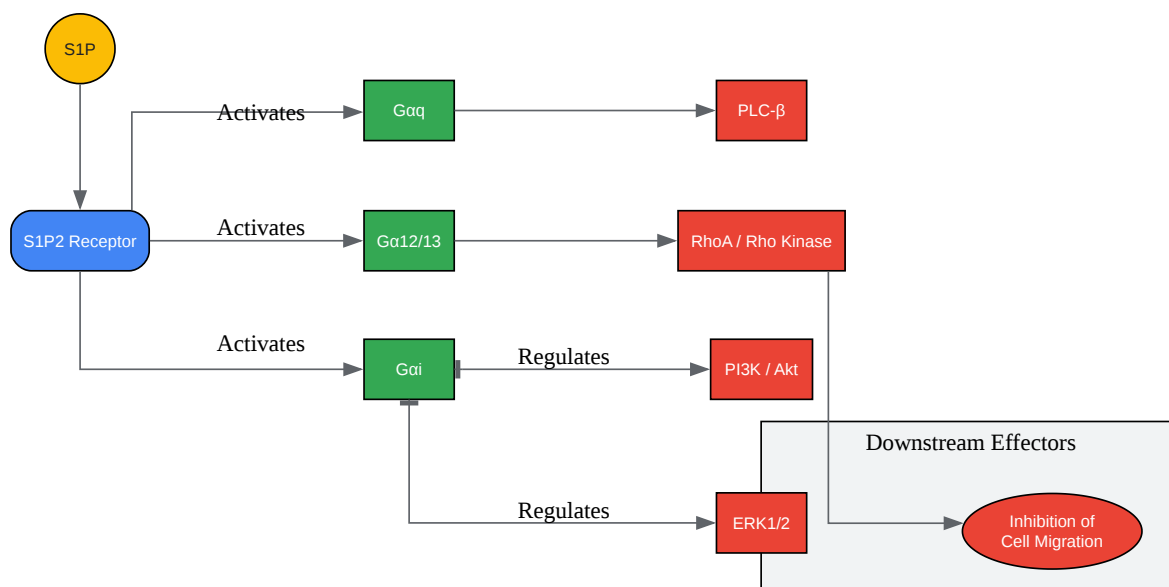 S1P
Activates
Gαq
PLC-β
S1P2 Receptor
Activates
Gα12/13
RhoA / Rho Kinase
Activates
Gαi
Regulates
PI3K / Akt
Downstream Effectors
Regulates
ERK1/2
Inhibition of
Cell Migration